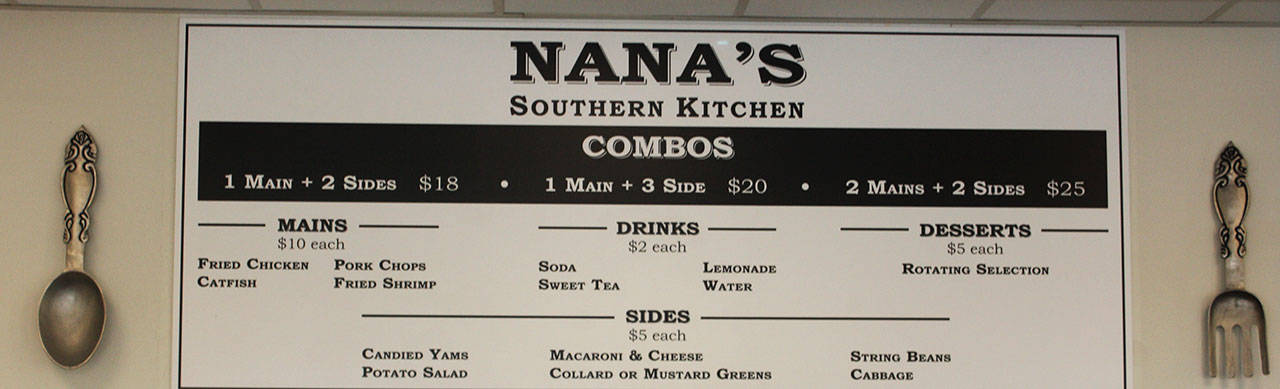 NANA'S
SOUTHERN KITCHEN
COMBOS
1 MAIN + 2 SIDES $18 • 1 MAIN + 3 SIDE $20 • 2 MAINS + 2 SIDES $25
MAINS
$10 each
FRIED CHICKEN PORK CHOPS
CATFISH FRIED SHRIMP
DRINKS
$2 each
SODA LEMONADE
SWEET TEA WATER
DESSERTS
$5 each
ROTATING SELECTION
SIDES
$5 each
CANDIED YAMS MACARONI & CHEESE STRING BEANS
POTATO SALAD COLLARD OR MUSTARD GREENS CABBAGE